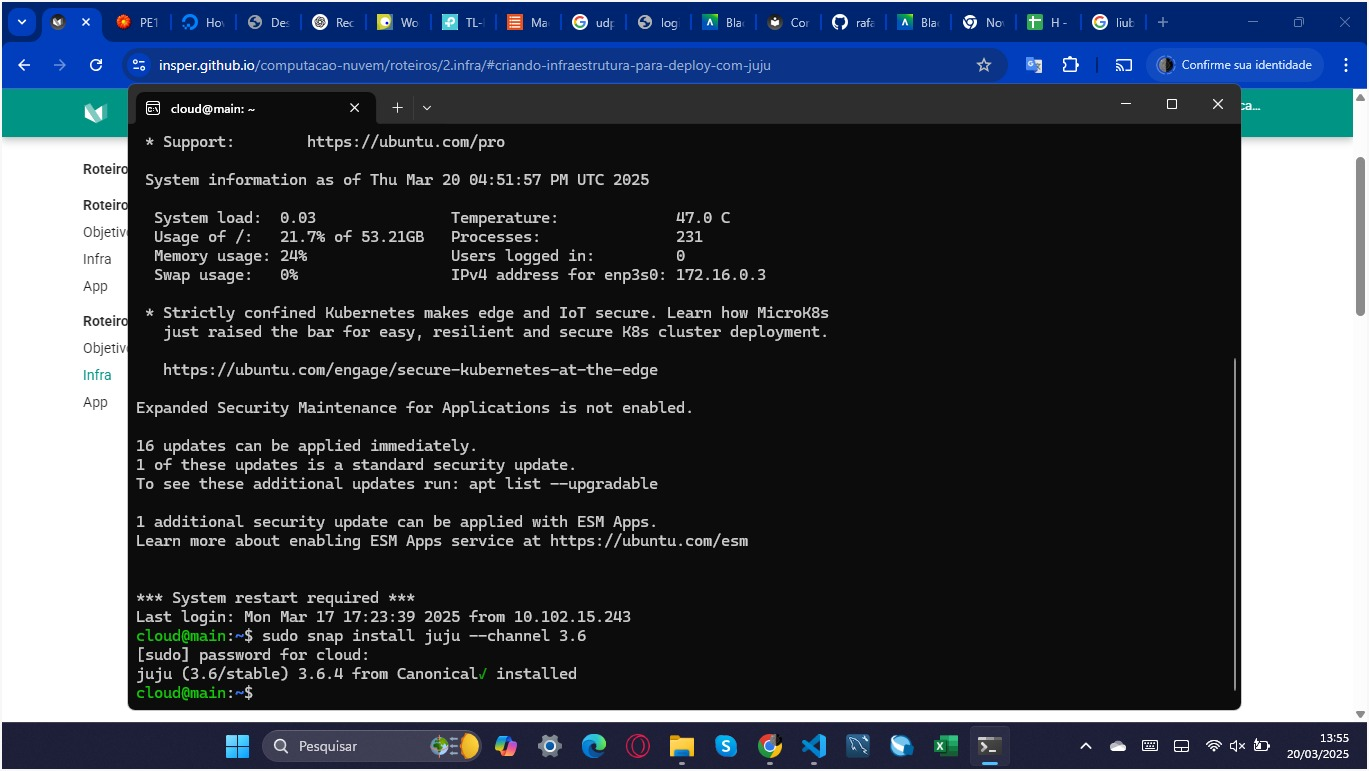 PET
Hov
Des
Rec
Wo
TL-
Ma
udp
log
Blac
Cor
rafa
Blac
Nov
H -
liub
insper.github.io/computacao-nuvem/roteiros/2.infra/#criando-infraestrutura-para-deploy-com-juju
Confirme sua identidade
cloud@main: ~
ca...
Roteiro
Roteiro
Objetivo
Infra
App
Roteiro
Objetivo
Infra
App
* Support: https://ubuntu.com/pro
System information as of Thu Mar 20 04:51:57 PM UTC 2025
System load: 0.03 Temperature: 47.0 C
Usage of /: 21.7% of 53.21GB Processes: 231
Memory usage: 24% Users logged in: 0
Swap usage: 0% IPv4 address for enp3s0: 172.16.0.3
* Strictly confined Kubernetes makes edge and IoT secure. Learn how MicroK8s
just raised the bar for easy, resilient and secure K8s cluster deployment.
https://ubuntu.com/engage/secure-kubernetes-at-the-edge
Expanded Security Maintenance for Applications is not enabled.
16 updates can be applied immediately.
1 of these updates is a standard security update.
To see these additional updates run: apt list --upgradable
1 additional security update can be applied with ESM Apps.
Learn more about enabling ESM Apps service at https://ubuntu.com/esm
*** System restart required ***
Last login: Mon Mar 17 17:23:39 2025 from 10.102.15.243
cloud@main:~$ sudo snap install juju --channel 3.6
[sudo] password for cloud:
juju (3.6/stable) 3.6.4 from Canonical✓ installed
cloud@main:~$
Pesquisar
13:55
20/03/2025